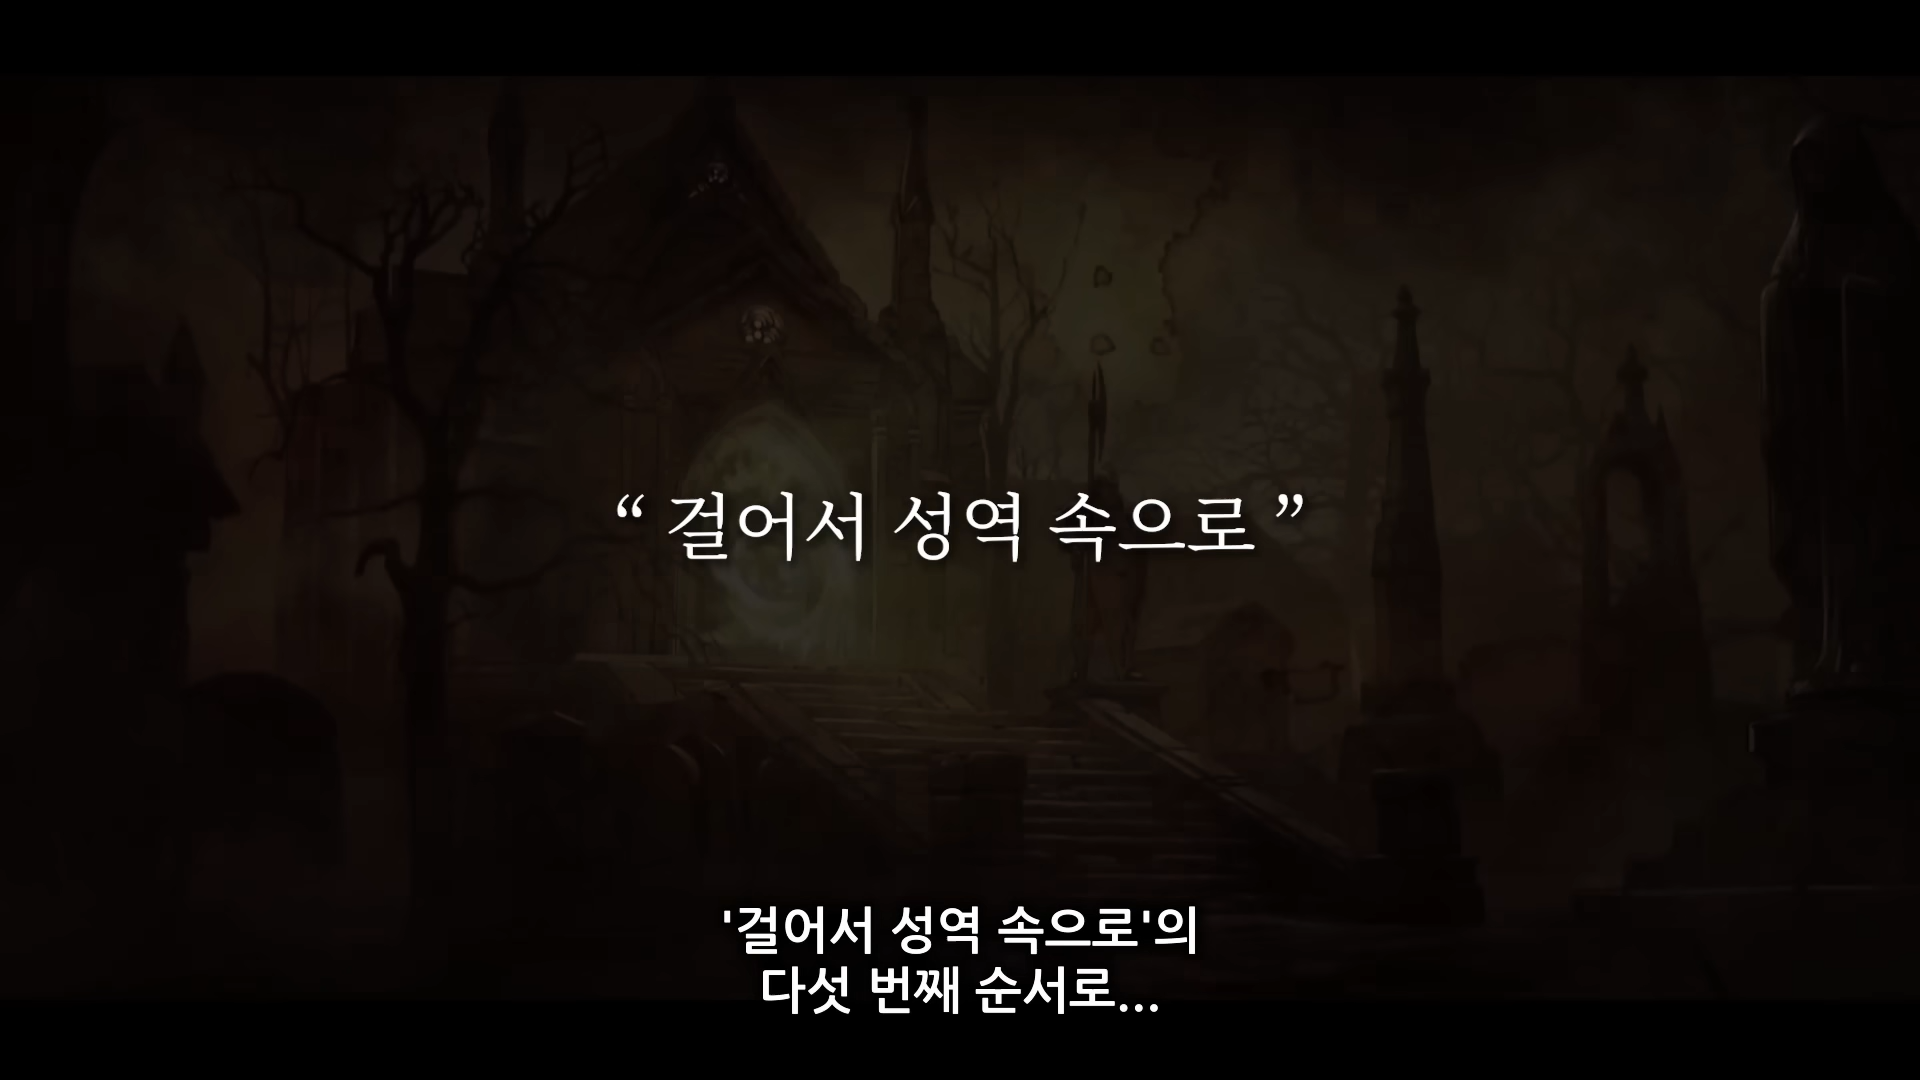 “ 걸어서 성역 속으로 ”
'걸어서 성역 속으로'의
다섯 번째 순서로...